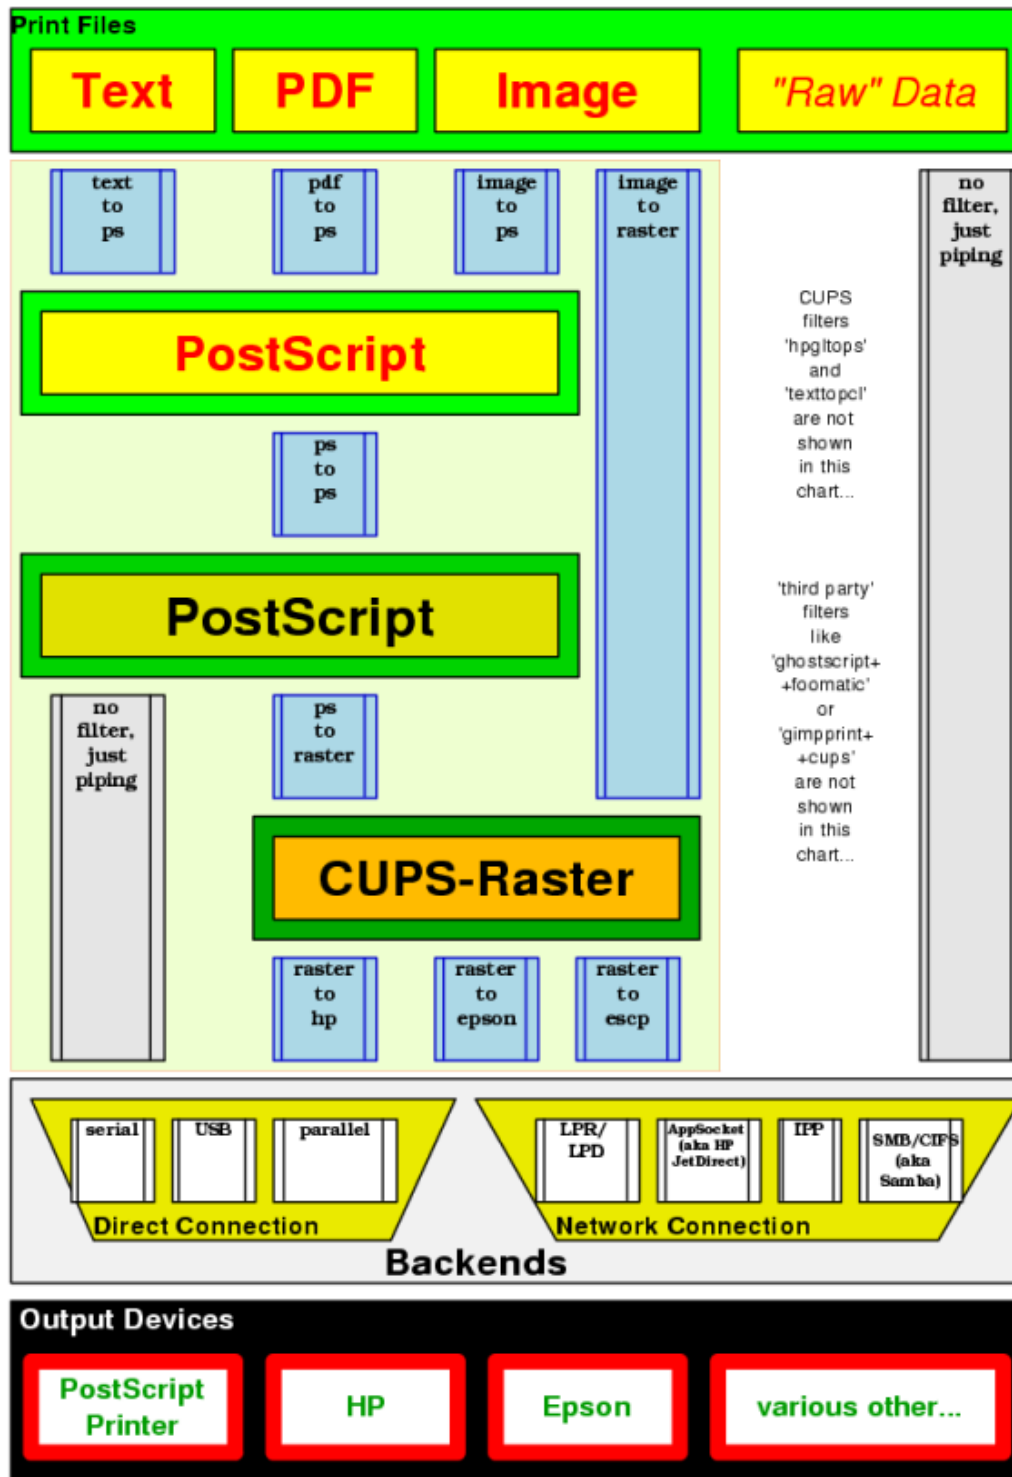 Print Files
Text
PDF
Image
"Raw" Data
text
to
ps
pdf
to
ps
image
to
ps
image
to
raster
no
filter,
just
piping
PostScript
CUPS
filters
'hpgltops'
and
'texttopcl'
are not
shown
in this
chart...
ps
to
ps
PostScript
'third party'
filters
like
'ghostscript+
+foomatic'
or
'gimpprint+
+cups'
are not
shown
in this
chart...
no
filter,
just
piping
ps
to
raster
CUPS-Raster
raster
to
hp
raster
to
epson
raster
to
escp
serial
USB
parallel
Direct Connection
LPR/
LPD
AppSocket
(aka HP
JetDirect)
IPP
SMB/CIFS
(aka
Samba)
Network Connection
Backends
Output Devices
PostScript
Printer
HP
Epson
various other...